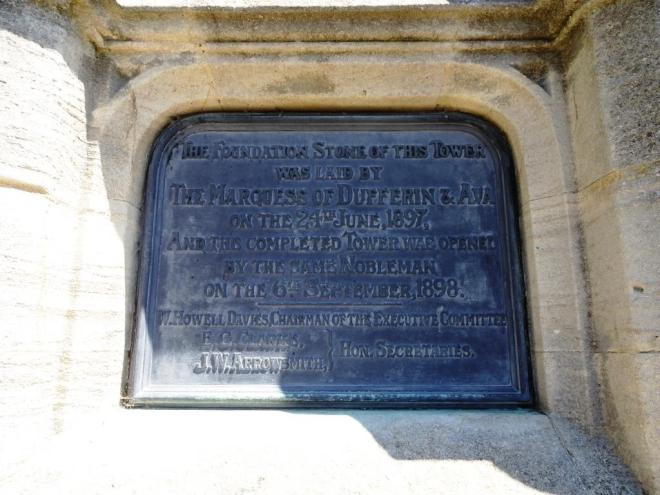 The Foundation Stone of this Tower
was laid by
The Marquess of Dufferin & Ava
on the 24th June, 1897,
And the completed Tower was opened
by the same Nobleman
on the 6th September, 1898.
W. Howell Davies, Chairman of the Executive Committee
J.W. Arrowsmith, } Hon. Secretaries.